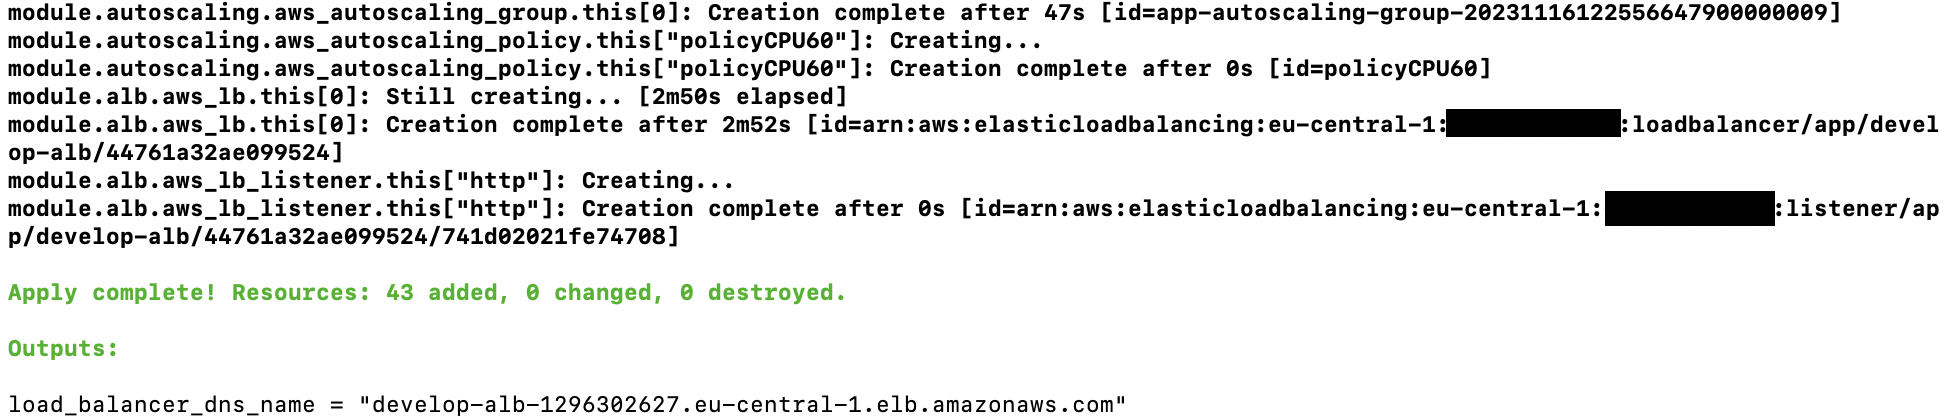 module.autoscaling.aws_autoscaling_group.this[0]: Creation complete after 47s [id=app-autoscaling-group-20231116122556647900000009]
module.autoscaling.aws_autoscaling_policy.this["policyCPU60"]: Creating...
module.autoscaling.aws_autoscaling_policy.this["policyCPU60"]: Creation complete after 0s [id=policyCPU60]
module.alb.aws_lb.this[0]: Still creating... [2m50s elapsed]
module.alb.aws_lb.this[0]: Creation complete after 2m52s [id=arn:aws:elasticloadbalancing:eu-central-1: :loadbalancer/app/devel
op-alb/44761a32ae099524]
module.alb.aws_lb_listener.this["http"]: Creating...
module.alb.aws_lb_listener.this["http"]: Creation complete after 0s [id=arn:aws:elasticloadbalancing:eu-central-1: :listener/ap
p/develop-alb/44761a32ae099524/741d02021fe74708]
Apply complete! Resources: 43 added, 0 changed, 0 destroyed.
Outputs:
load_balancer_dns_name = "develop-alb-1296302627.eu-central-1.elb.amazonaws.com"